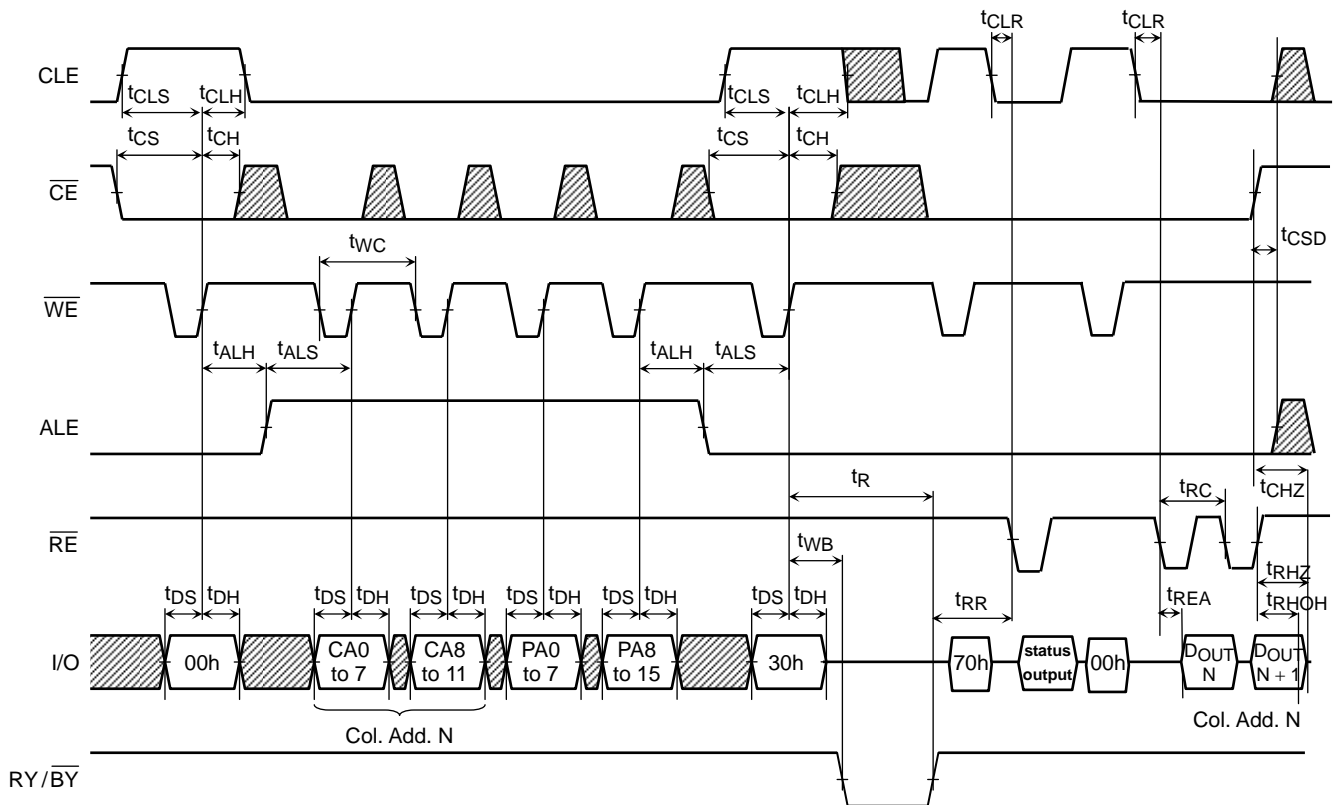 tCLR tCLR
CLE
tCLS tCLH tCLS tCLH
tCS tCH tCS tCH
CE
tCSD
tWC
WE
tALH tALS tALH tALS
ALE
tR tRC tCHZ
RE
tWB
tDS tDH tDS tDH tDS tDH tDS tDH tDS tDH tDS tDH tRR tREA tRHZ
tRHOH
I/O 00h CA0 to 7 CA8 to 11 PA0 to 7 PA8 to 15 30h 70h status output 00h DOUT N DOUT N + 1
Col. Add. N Col. Add. N
RY/BY